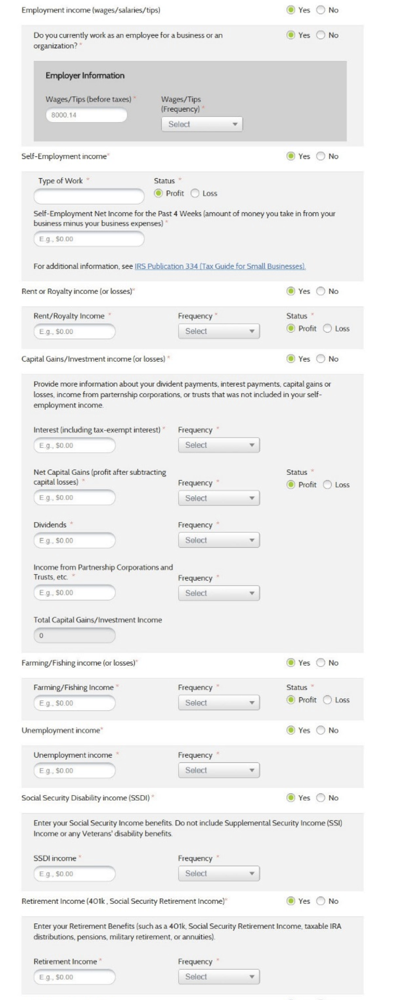 Employment income (wages/salaries/tips) Yes No
Do you currently work as an employee for a business or an Yes No
organization? *
Employer Information
Wages/Tips (before taxes) * Wages/Tips
(Frequency) *
8000.14 Select
Self-Employment income* Yes No
Type of Work * Status *
Profit Loss
Self-Employment Net Income for the Past 4 Weeks (amount of money you take in from your
business minus your business expenses) *
E.g., $0.00
For additional information, see IRS Publication 334 (Tax Guide for Small Businesses).
Rent or Royalty income (or losses)* Yes No
Rent/Royalty Income * Frequency * Status *
E.g., $0.00 Select Profit Loss
Capital Gains/Investment income (or losses) * Yes No
Provide more information about your divident payments, interest payments, capital gains or
losses, income from parternship corporations, or trusts that was not included in your self-
employment income.
Interest (including tax-exempt interest) * Frequency *
E.g., $0.00 Select
Net Capital Gains (profit after subtracting Status *
capital losses) * Frequency * Profit Loss
E.g., $0.00 Select
Dividends * Frequency *
E.g., $0.00 Select
Income from Partnership Corporations and
Trusts, etc. * Frequency *
E.g., $0.00 Select
Total Capital Gains/Investment Income
0
Farming/Fishing income (or losses)* Yes No
Farming/Fishing Income * Frequency * Status *
E.g., $0.00 Select Profit Loss
Unemployment income* Yes No
Unemployment income * Frequency *
E.g., $0.00 Select
Social Security Disability income (SSDI) * Yes No
Enter your Social Security Income benefits. Do not include Supplemental Security Income (SSI)
Income or any Veterans' disability benefits.
SSDI income * Frequency *
E.g., $0.00 Select
Retirement Income (401k , Social Security Retirement Income)* Yes No
Enter your Retirement Benefits (such as a 401k, Social Security Retirement Income, taxable IRA
distributions, pensions, military retirement, or annuities).
Retirement Income * Frequency *
E.g., $0.00 Select